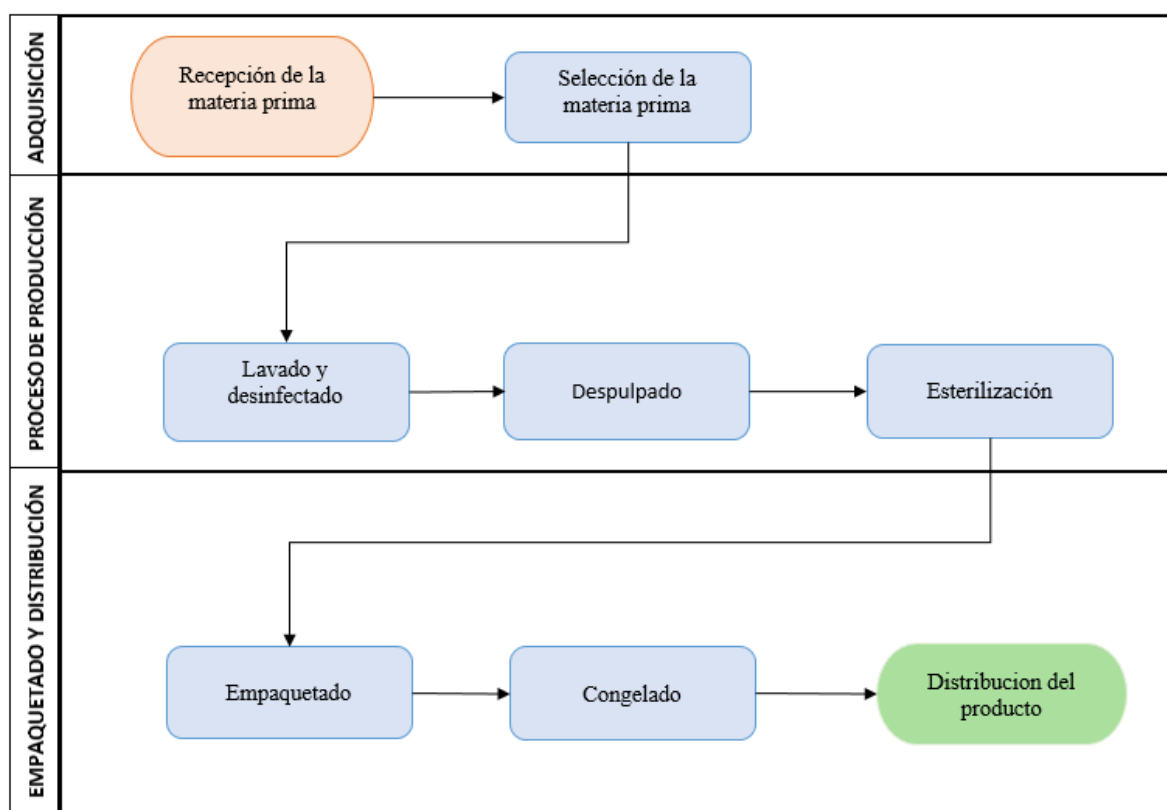 ADQUISICIÓN
Recepción de la
materia prima
Selección de la
materia prima
PROCESO DE PRODUCCIÓN
Lavado y
desinfectado
Despulpado
Esterilización
EMPAQUETADO Y DISTRIBUCIÓN
Empaquetado
Congelado
Distribucion del
producto